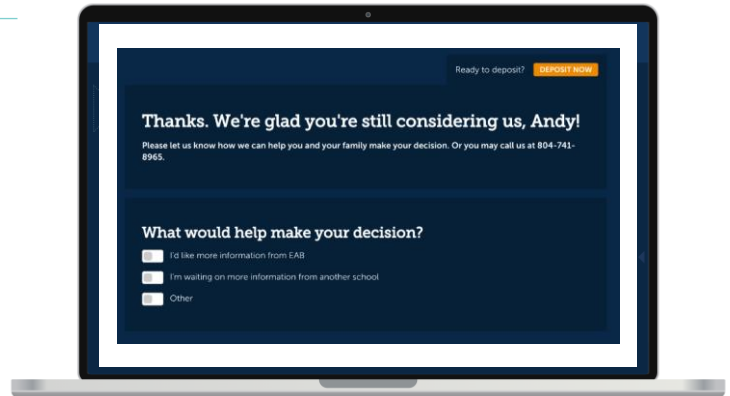 Ready to deposit? DEPOSIT NOW
Thanks. We're glad you're still considering us, Andy!
Please let us know how we can help you and your family make your decision. Or you may call us at 804-741-
8965.
What would help make your decision?
I'd like more information from EAB
I'm waiting on more information from another school
Other